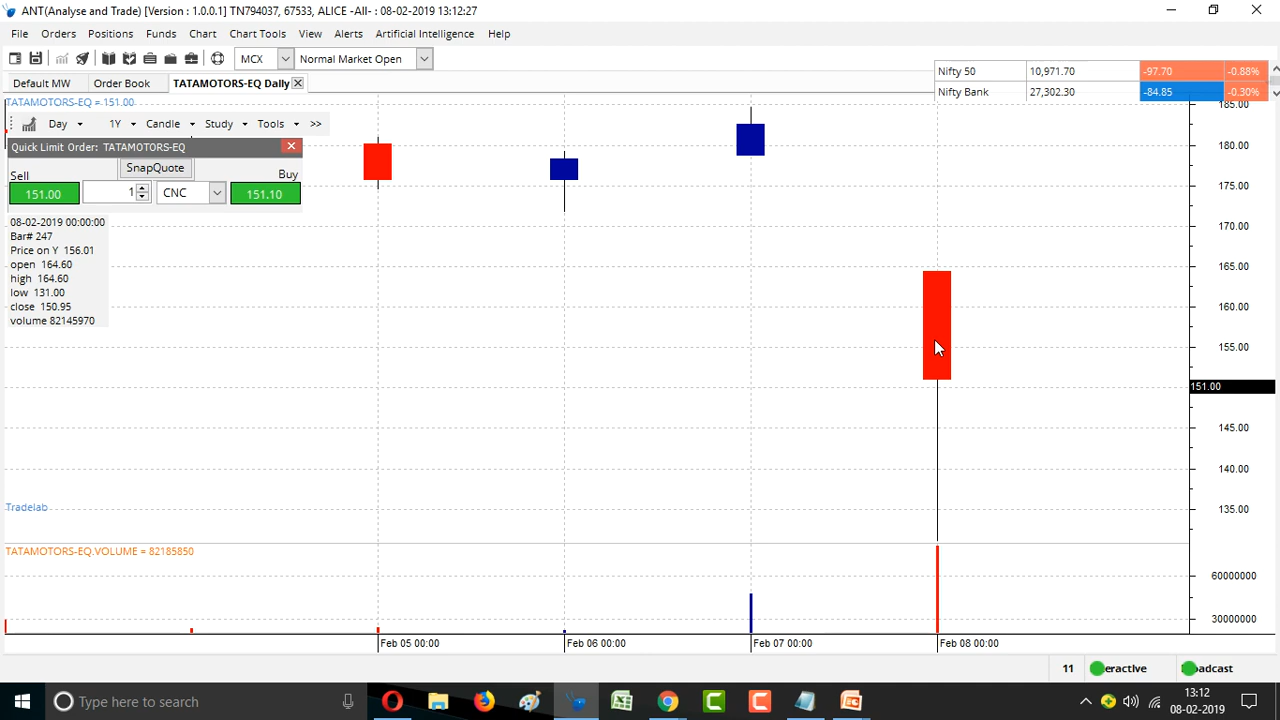 ANT(Analyse and Trade) [Version : 1.0.0.1] TN794037, 67533, ALICE -All- : 08-02-2019 13:12:27
File Orders Positions Funds Chart Chart Tools View Alerts Artificial Intelligence Help
MCX Normal Market Open
Default MW Order Book TATAMOTORS-EQ Daily
Nifty 50 10,971.70 -97.70 -0.88%
Nifty Bank 27,302.30 -84.85 -0.30%
TATAMOTORS-EQ = 151.00
Day 1Y Candle Study Tools >>
Quick Limit Order: TATAMOTORS-EQ
SnapQuote
Sell Buy
151.00 1 CNC 151.10
08-02-2019 00:00:00
Bar# 247
Price on Y 156.01
open 164.60
high 164.60
low 131.00
close 150.95
volume 82145970
185.00
180.00
175.00
170.00
165.00
160.00
155.00
151.00
145.00
140.00
135.00
Tradelab
TATAMOTORS-EQ.VOLUME = 82185850
60000000
30000000
Feb 05 00:00 Feb 06 00:00 Feb 07 00:00 Feb 08 00:00
11 eractive adcast
Type here to search
13:12
08-02-2019